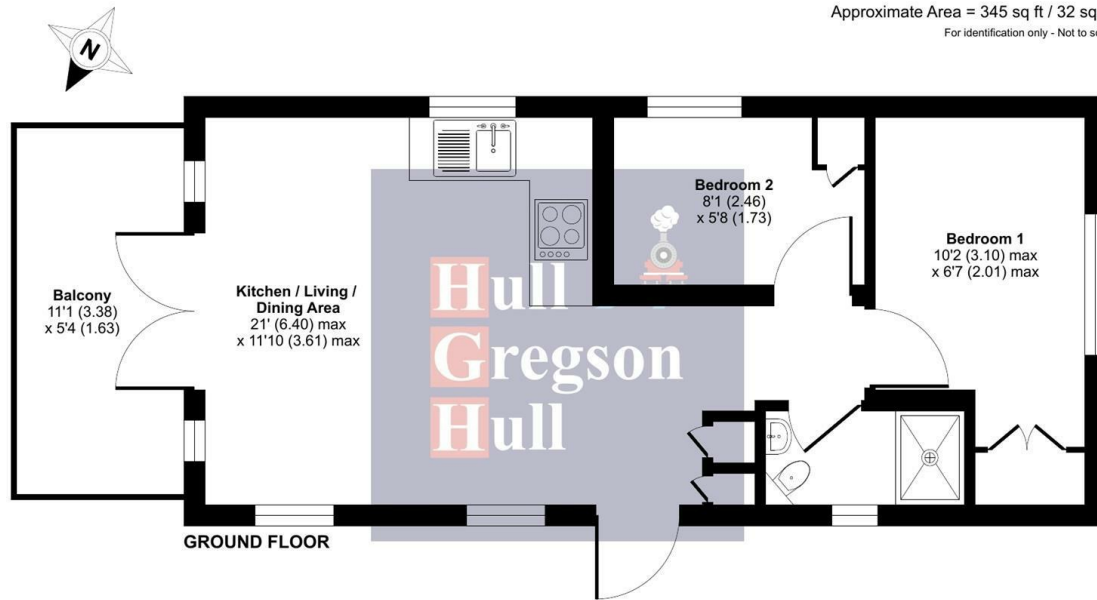 Approximate Area = 345 sq ft / 32 sq
For identification only - Not to
N
Bedroom 2
8'1 (2.46)
x 5'8 (1.73)
Bedroom 1
10'2 (3.10) max
x 6'7 (2.01) max
Balcony
11'1 (3.38)
x 5'4 (1.63)
Kitchen / Living /
Dining Area
21' (6.40) max
x 11'10 (3.61) max
Hull
Gregson
Hull
GROUND FLOOR